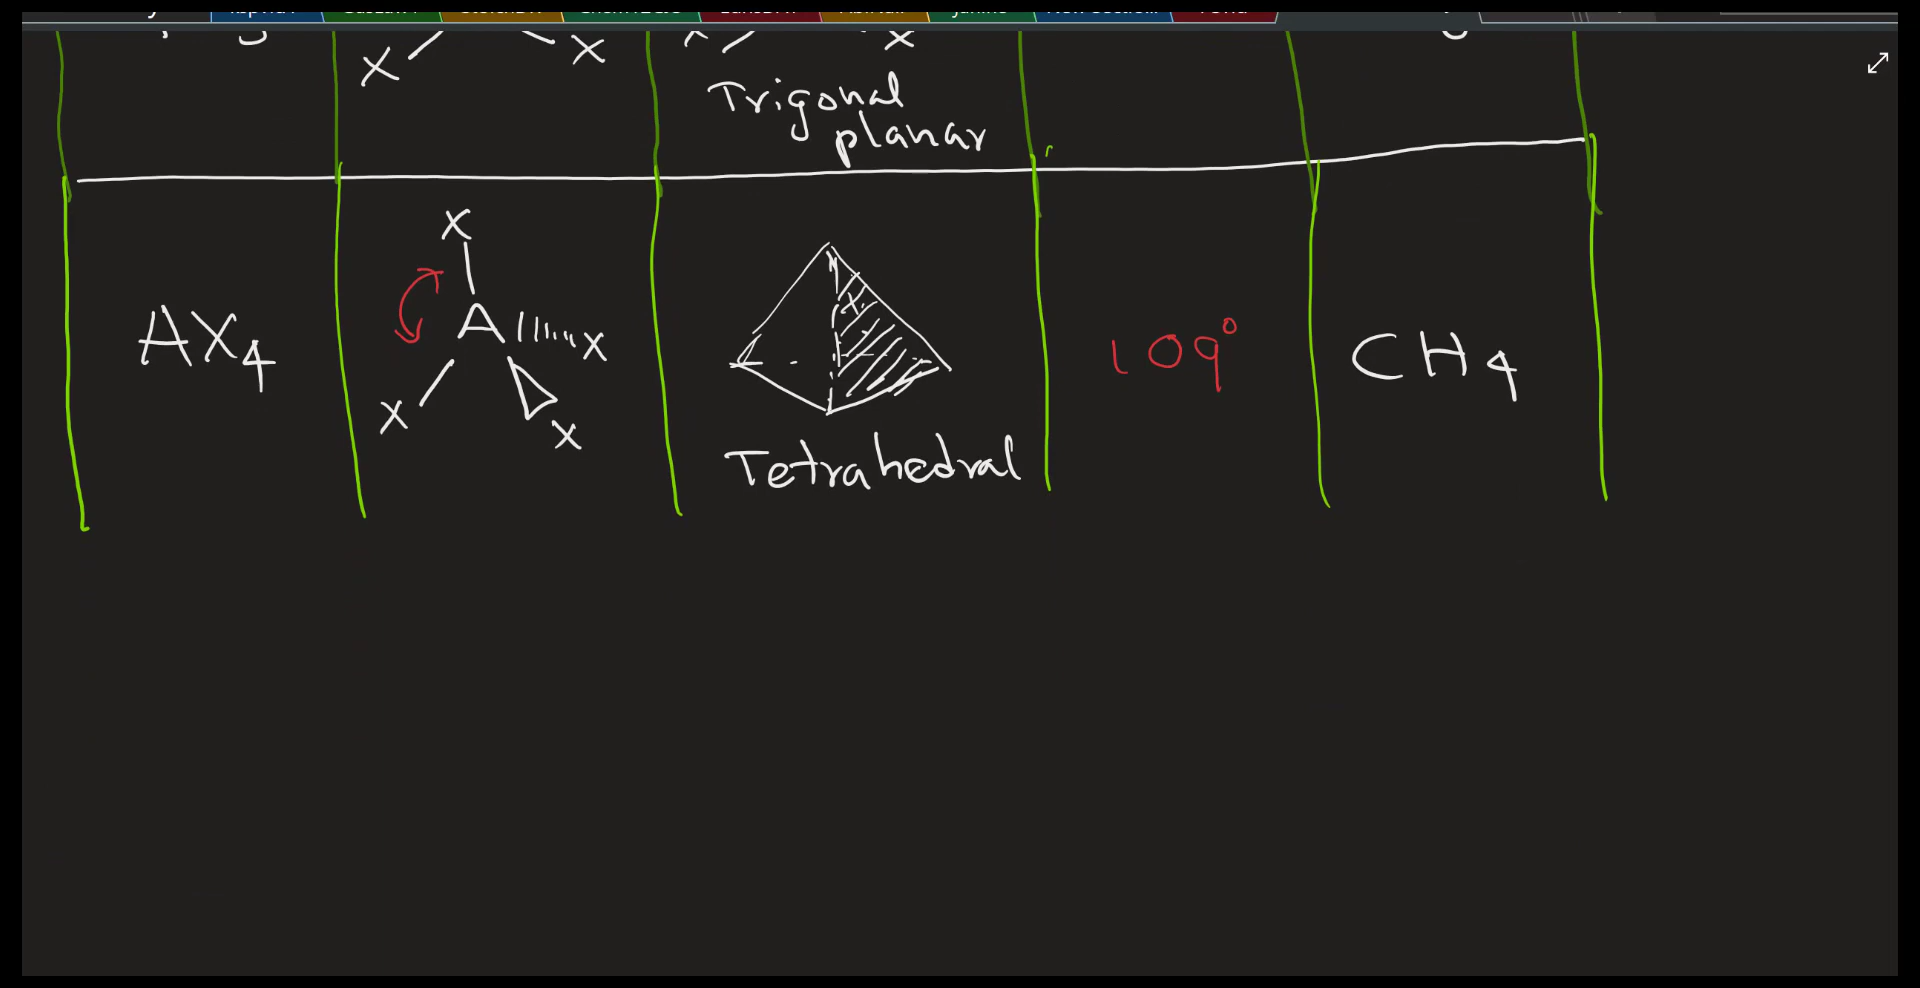 X X X X
Trigonal
planar
X
AX4 A X 109° CH4
X X
Tetrahedral